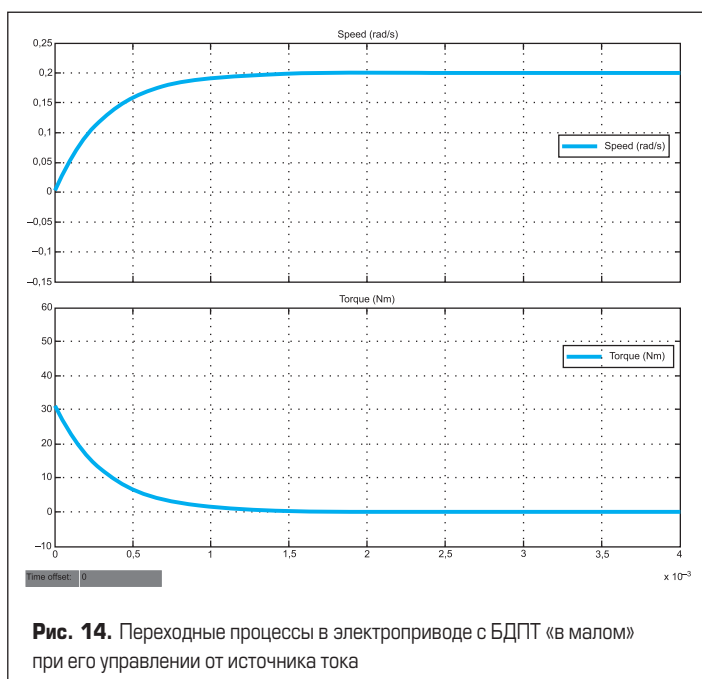 Speed (rad/s)
0,25
0,2
0,15
0,1
0,05
0
–0,05
–0,1
–0,15
Speed (rad/s)
Torque (Nm)
60
50
40
30
20
10
0
–10
Torque (Nm)
0 0,5 1 1,5 2 2,5 3 3,5 4
Time offset: 0
x 10–3
Рис. 14. Переходные процессы в электроприводе с БДПТ «в малом»
при его управлении от источника тока